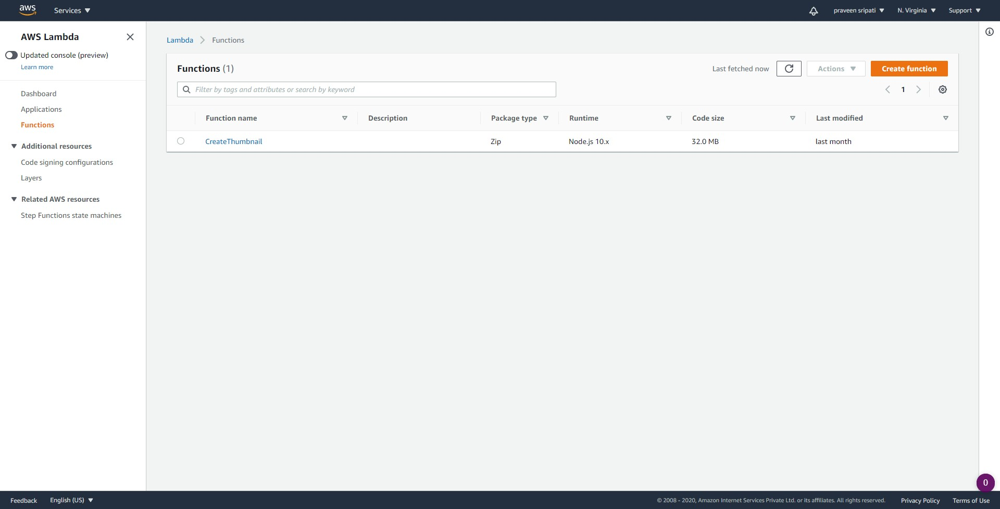 aws Services praveen sripati N. Virginia Support
AWS Lambda
Updated console (preview)
Learn more
Dashboard
Applications
Functions
Additional resources
Code signing configurations
Layers
Related AWS resources
Step Functions state machines
Lambda Functions
Functions (1) Last fetched now Actions Create function
Filter by tags and attributes or search by keyword 1
Function name Description Package type Runtime Code size Last modified
CreateThumbnail Zip Node.js 10.x 32.0 MB last month
0
Feedback English (US) © 2008 - 2020, Amazon Internet Services Private Ltd. or its affiliates. All rights reserved. Privacy Policy Terms of Use